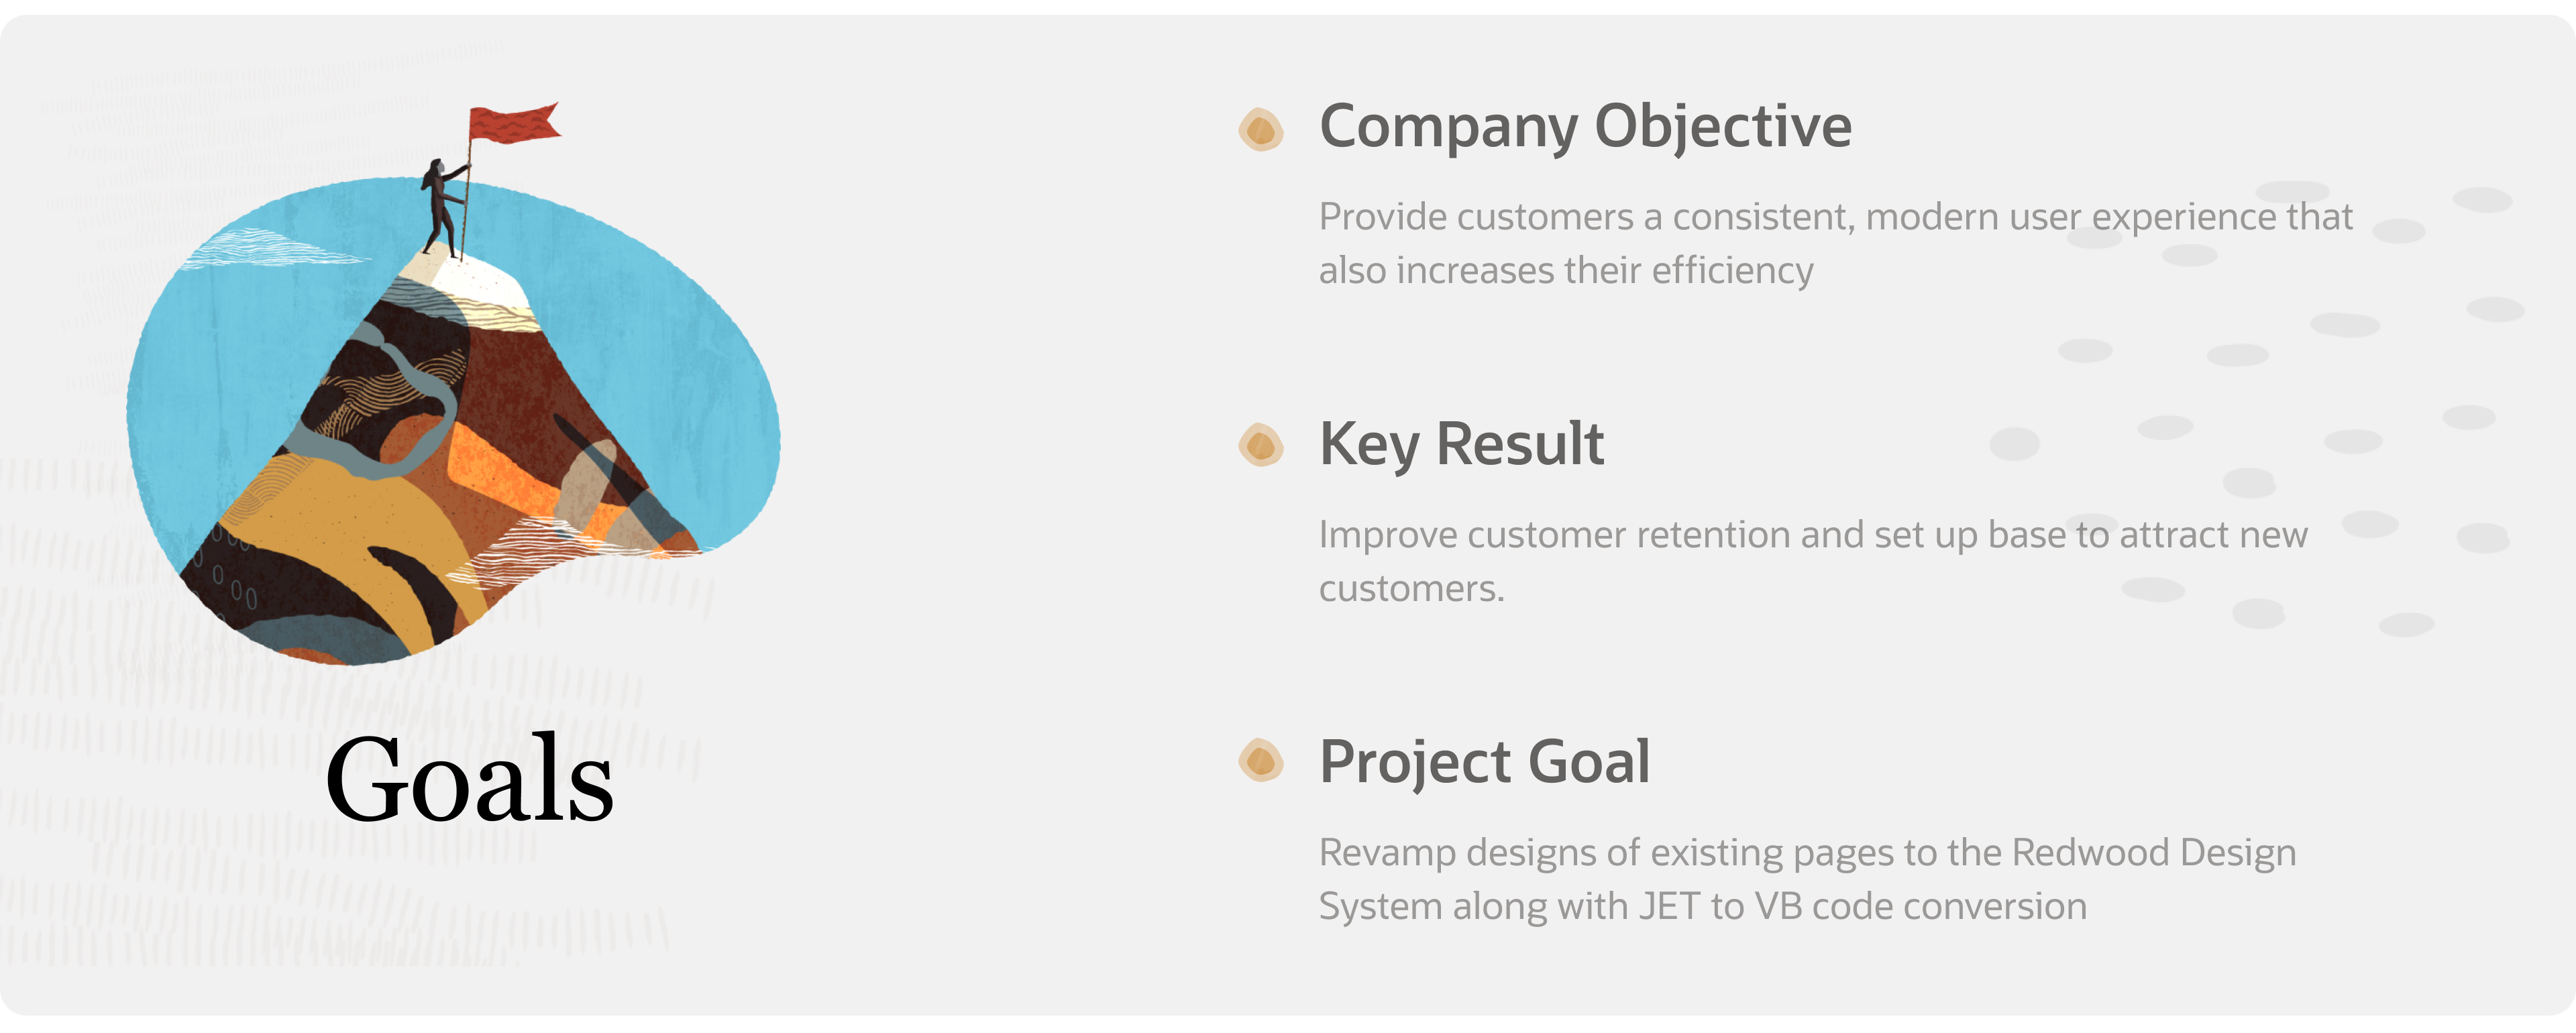 Goals
Company Objective
Provide customers a consistent, modern user experience that
also increases their efficiency
Key Result
Improve customer retention and set up base to attract new
customers.
Project Goal
Revamp designs of existing pages to the Redwood Design
System along with JET to VB code conversion